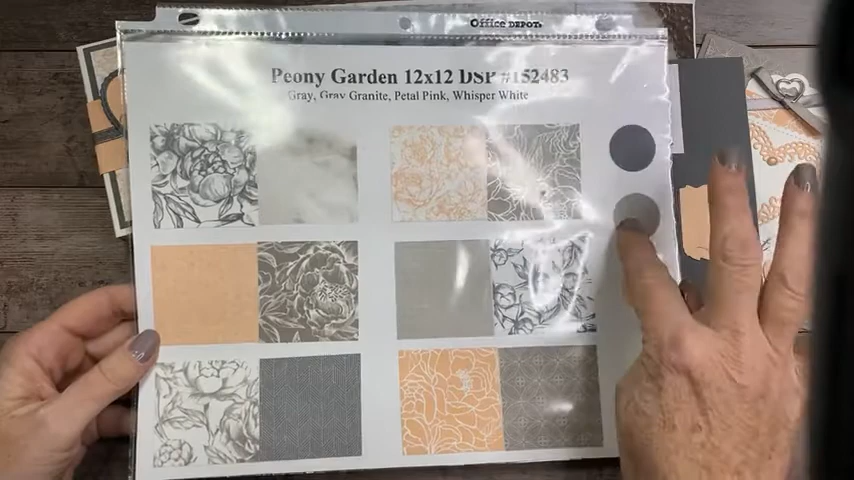 Office DEPOT
Peony Garden 12x12 DSP #152483
Gray, Gray Granite, Petal Pink, Whisper White